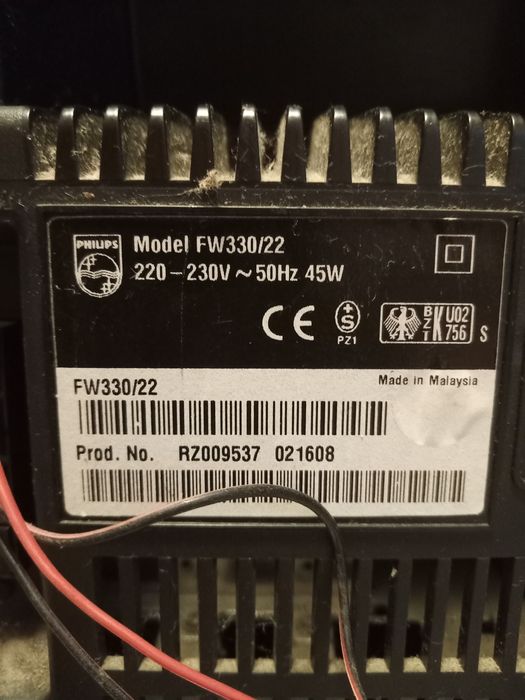 PHILIPS
Model FW330/22
220-230V ~ 50Hz 45W
CE
+S
PZ1
BZT K U02 756 S
FW330/22
Made in Malaysia
Prod. No. RZ009537 021608